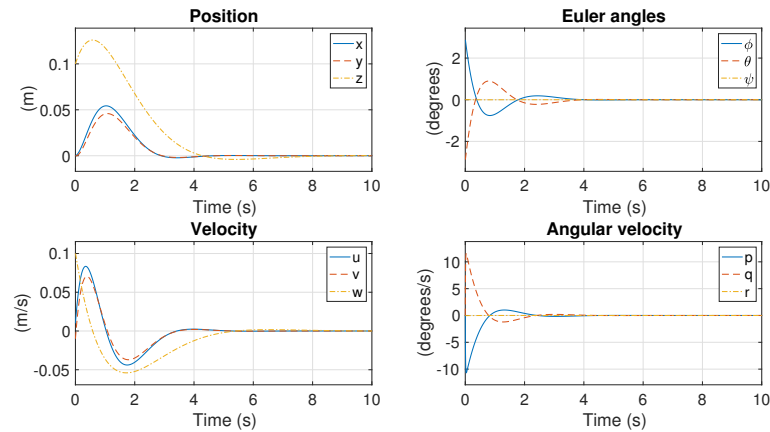 Position
(m)
0.1
0.05
0
x
y
z
0 2 4 6 8 10
Time (s)
Euler angles
(degrees)
2
0
-2
ϕ
θ
ψ
0 2 4 6 8 10
Time (s)
Velocity
(m/s)
0.1
0.05
0
-0.05
u
v
w
0 2 4 6 8 10
Time (s)
Angular velocity
(degrees/s)
10
5
0
-5
-10
p
q
r
0 2 4 6 8 10
Time (s)